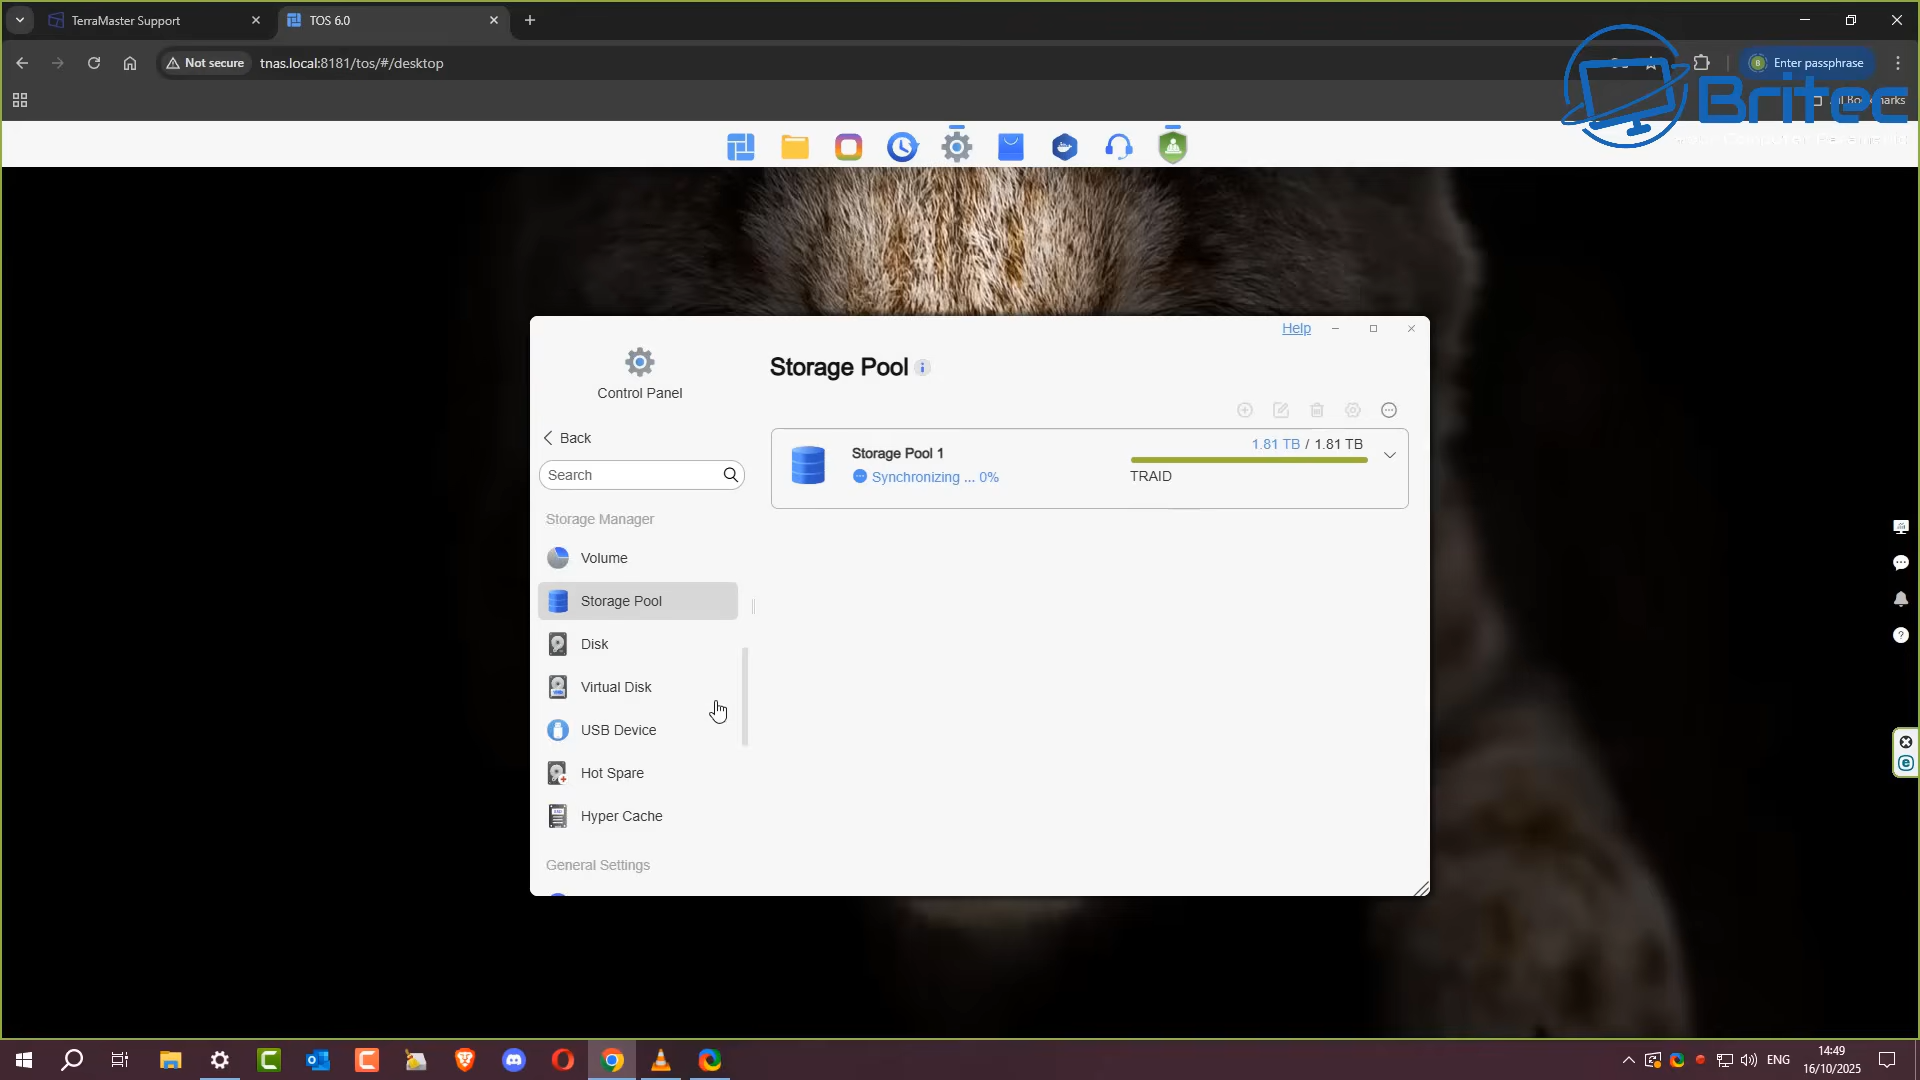 TerraMaster Support
TOS 6.0
Not secure
tnas.local:8181/tos/#/desktop
Enter passphrase
Britec
Help
Control Panel
Storage Pool
Back
Search
Storage Pool 1
1.81 TB / 1.81 TB
Synchronizing ... 0%
TRAID
Storage Manager
Volume
Storage Pool
Disk
Virtual Disk
USB Device
Hot Spare
Hyper Cache
General Settings
ENG
14:49
16/10/2025